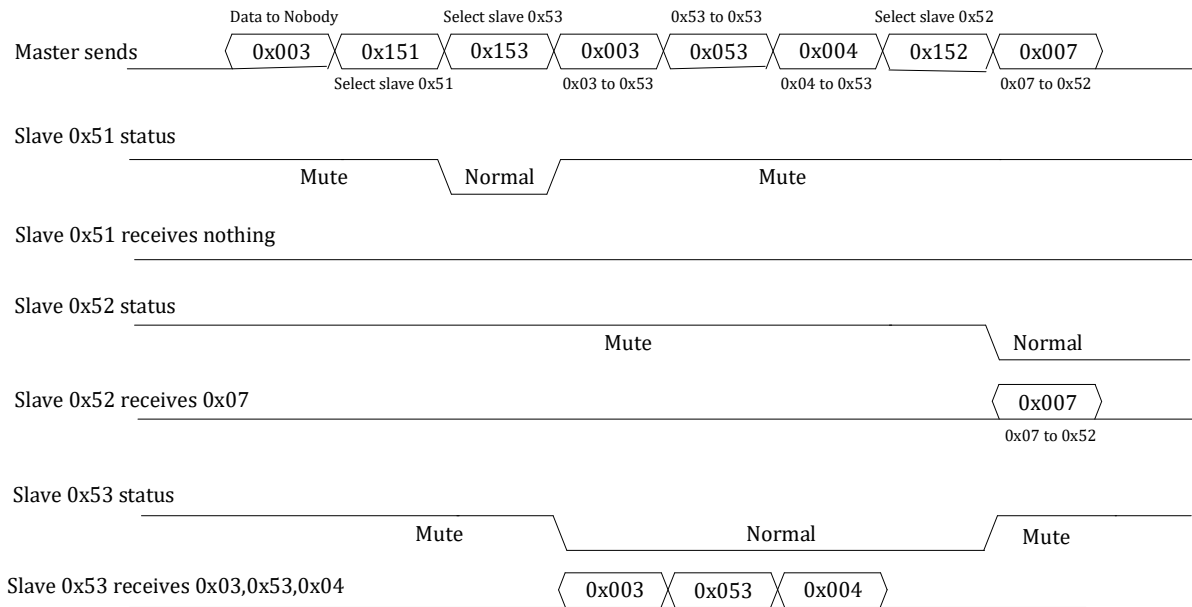 Data to Nobody Select slave 0x53 0x53 to 0x53 Select slave 0x52
Master sends 0x003 0x151 0x153 0x003 0x053 0x004 0x152 0x007
Select slave 0x51 0x03 to 0x53 0x04 to 0x53 0x07 to 0x52
Slave 0x51 status
Mute Normal Mute
Slave 0x51 receives nothing
Slave 0x52 status
Mute Normal
Slave 0x52 receives 0x07 0x007
0x07 to 0x52
Slave 0x53 status
Mute Normal Mute
Slave 0x53 receives 0x03,0x53,0x04 0x003 0x053 0x004